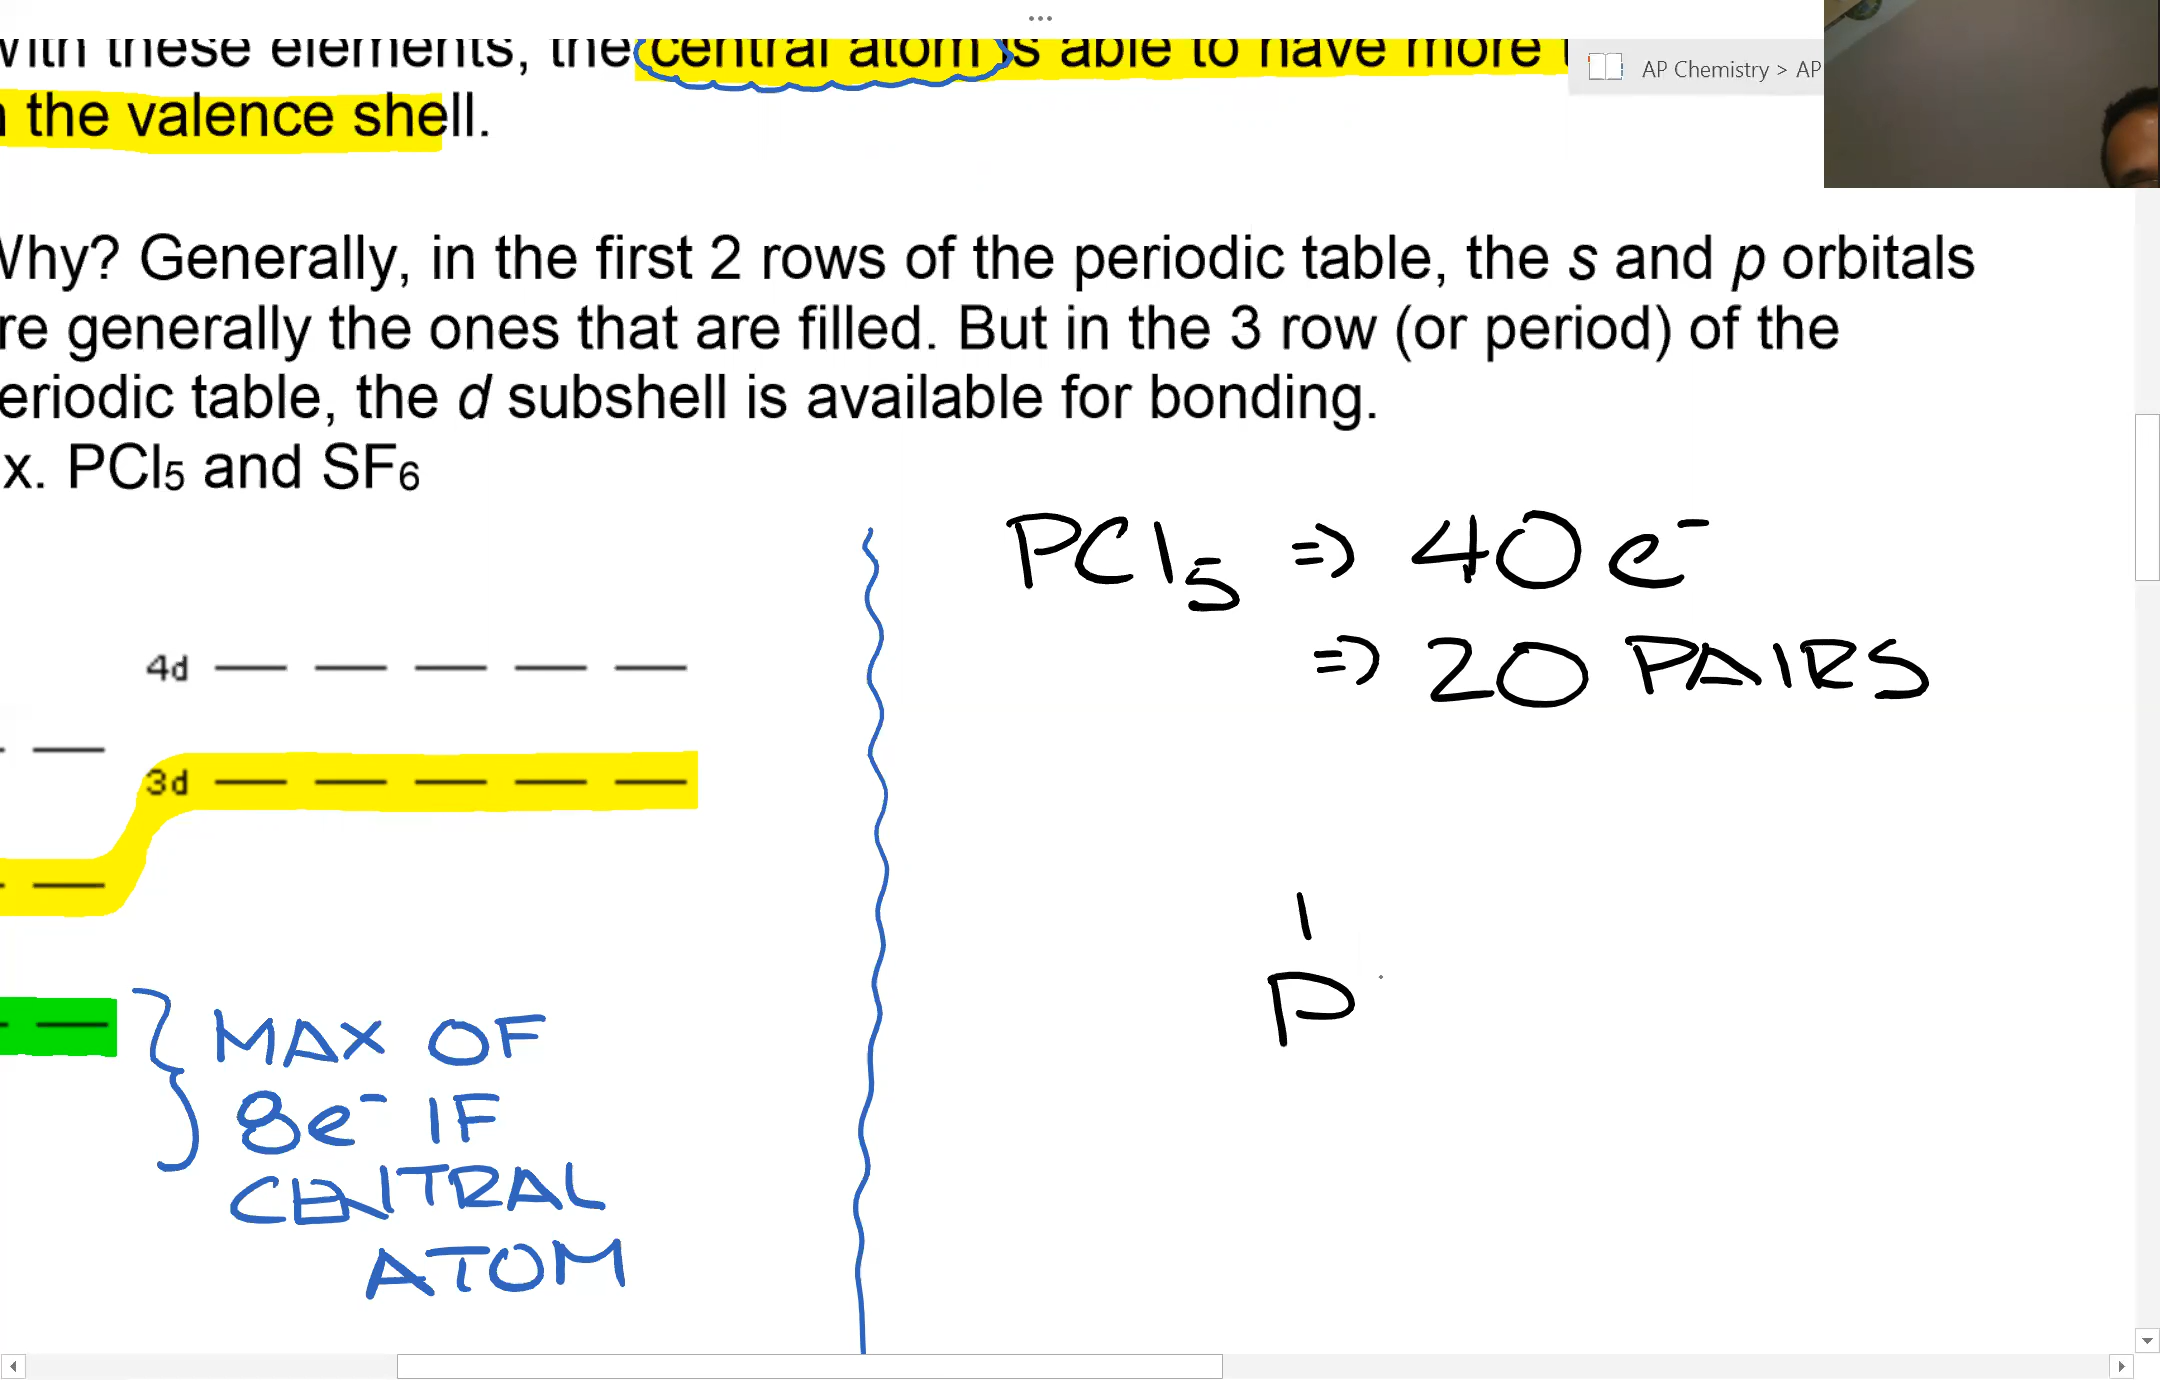 with these elements, the central atom is able to have more
AP Chemistry > AP
n the valence shell.
Why? Generally, in the first 2 rows of the periodic table, the s and p orbitals
re generally the ones that are filled. But in the 3 row (or period) of the
eriodic table, the d subshell is available for bonding.
x. PCl5 and SF6
PCl5 ⇒ 40e⁻
⇒ 20 PAIRS
4d
3d
P
MAX OF
8e⁻ IF
CENTRAL
ATOM